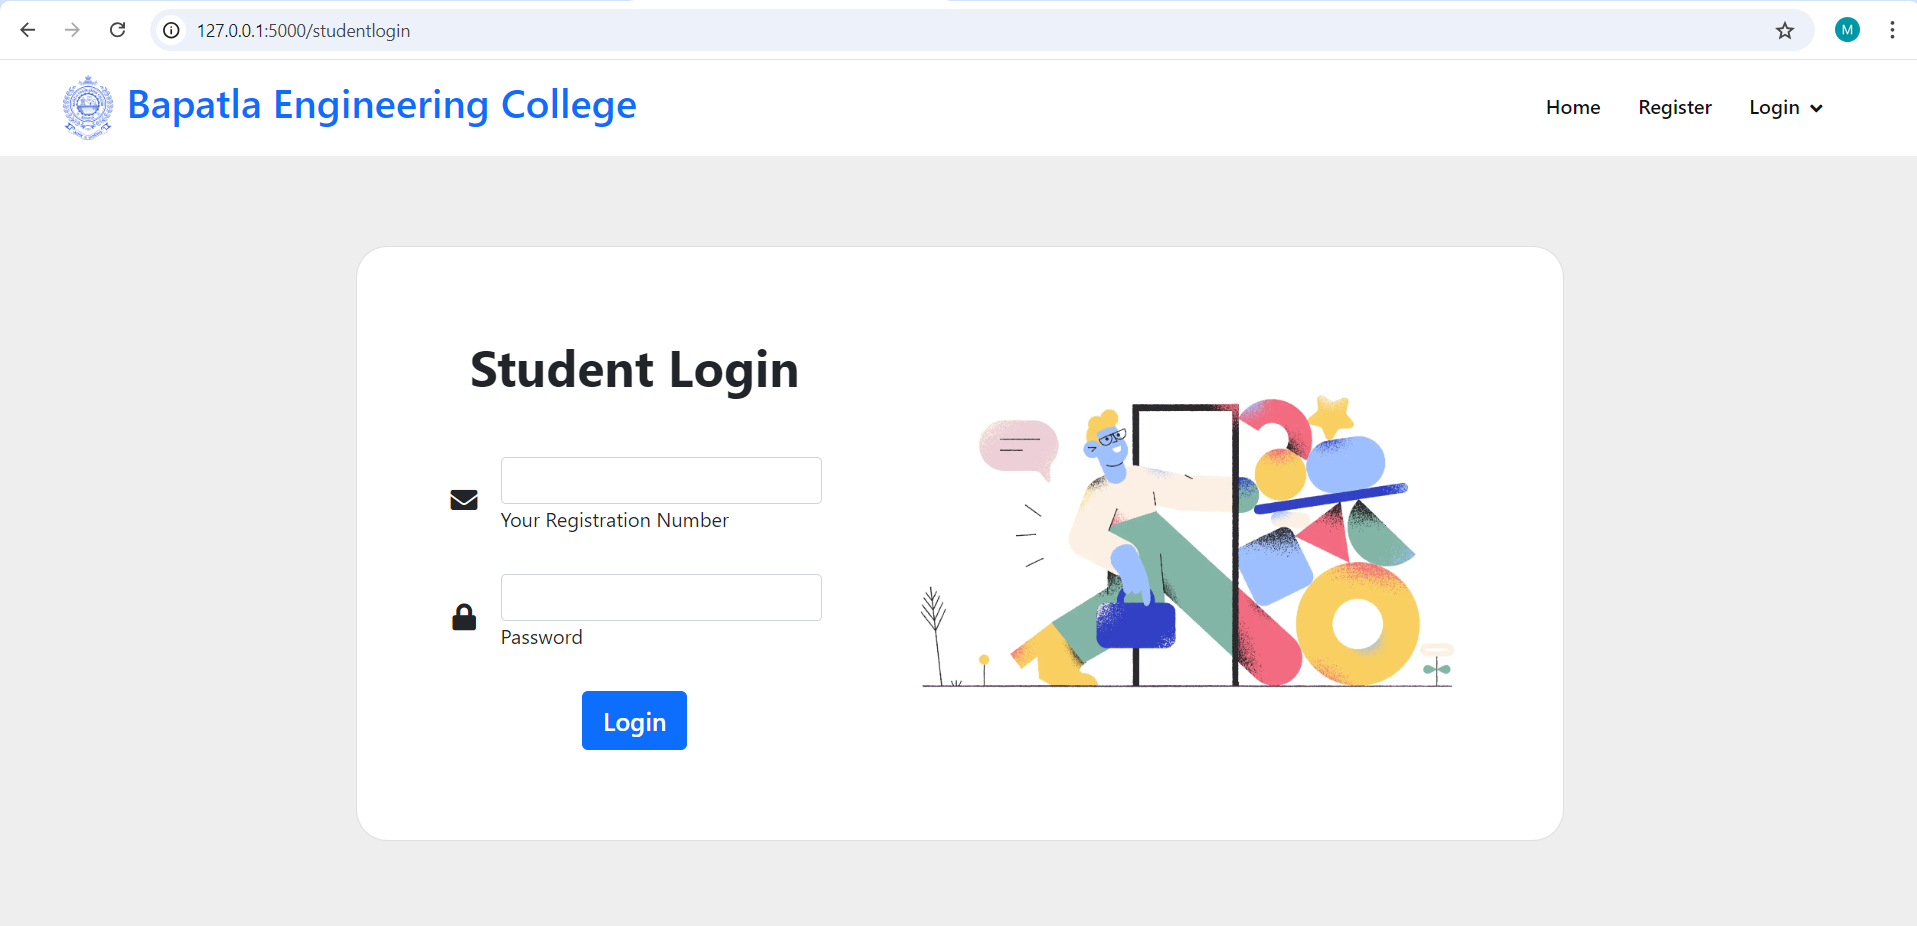 127.0.0.1:5000/studentlogin
M
Bapatla Engineering College
Home Register Login
Student Login
Your Registration Number
Password
Login